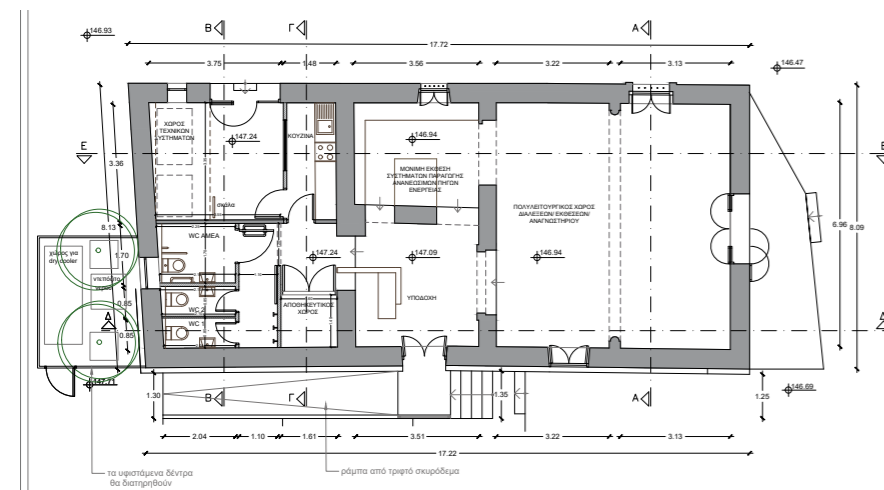 Β
Γ
Α
146.93
17.72
146.47
3.75
1.48
3.56
3.22
3.13
ΧΩΡΟΣ
ΤΕΧΝΙΚΩΝ
ΣΥΣΤΗΜΑΤΩΝ
147.24
ΚΟΥΖΙΝΑ
146.94
Ε
Ε
3.36
ΜΟΝΙΜΗ ΕΚΘΕΣΗ
ΣΥΣΤΗΜΑΤΩΝ ΠΑΡΑΓΩΓΗΣ
ΑΝΑΝΕΩΣΙΜΩΝ ΠΗΓΩΝ
ΕΝΕΡΓΕΙΑΣ
σκάλα
ΠΟΛΥΛΕΙΤΟΥΡΓΙΚΟΣ ΧΩΡΟΣ
ΔΙΑΛΕΞΕΩΝ/ ΕΚΘΕΣΕΩΝ/
ΑΝΑΓΝΩΣΤΗΡΙΟ
6.96
8.09
8.13
WC ΑΜΕΑ
χώρος για
dry cooler
1.70
147.24
147.09
146.94
ντεπόζιτο
νερού
0.85
WC 2
ΑΠΟΘΗΚΕΥΤΙΚΟΣ
ΧΩΡΟΣ
ΥΠΟΔΟΧΗ
Δ
WC 1
Δ
0.85
147.71
1.30
1.35
1.25
146.69
Β
Γ
Α
2.04
1.10
1.61
3.51
3.22
3.13
17.22
τα υφιστάμενα δέντρα
θα διατηρηθούν
ράμπα από τριφτό σκυρόδεμα